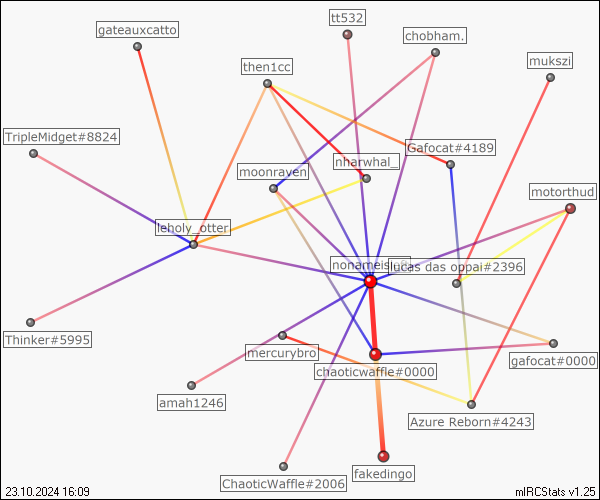 tt532
gateauxcatto
chobham.
mukszi
then1cc
TripleMidget#8824
Gafocat#4189
nharwhal_
moonraven
motorthud
leholy_otter
lucas das oppai#2396
Thinker#5995
mercurybro
gafocat#0000
chaoticwaffle#0000
amah1246
Azure Reborn#4243
fakedingo
ChaoticWaffle#2006
23.10.2024 16:09
mIRCStats v1.25